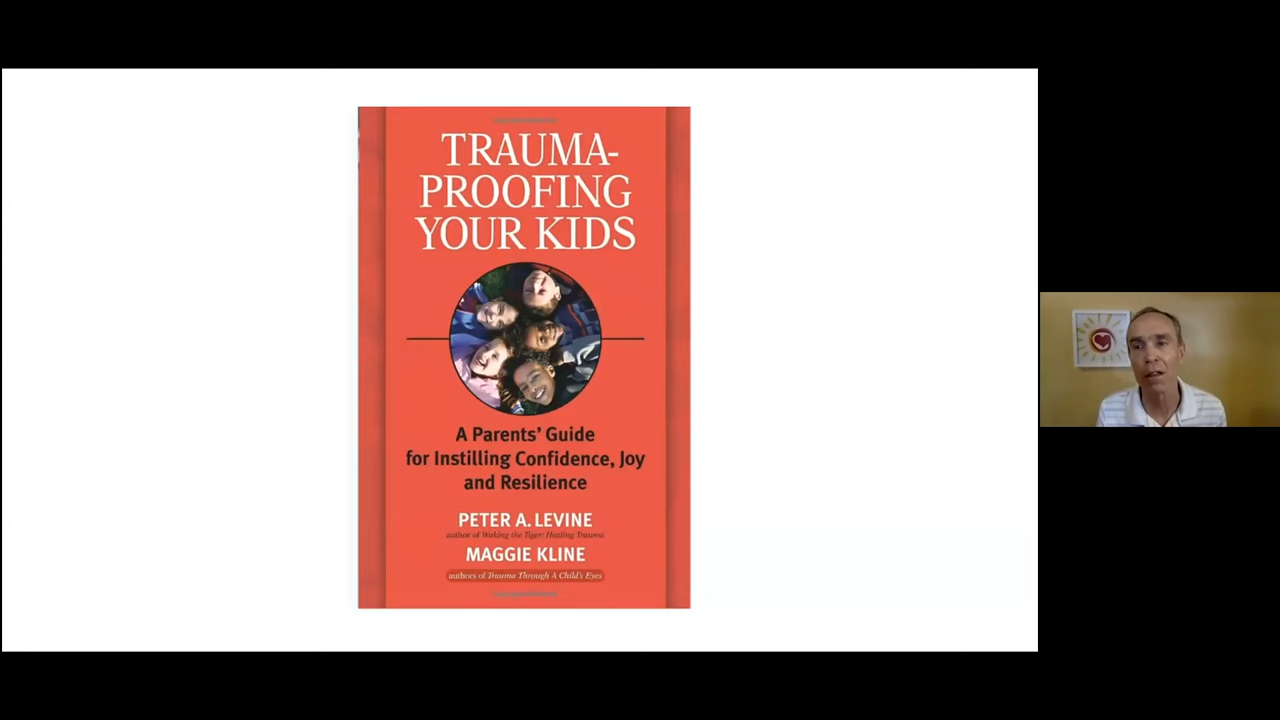 TRAUMA-
PROOFING
YOUR KIDS
A Parents' Guide
for Instilling Confidence, Joy
and Resilience
PETER A. LEVINE
author of Waking the Tiger: Healing Trauma
MAGGIE KLINE
authors of Trauma Through A Child's Eyes